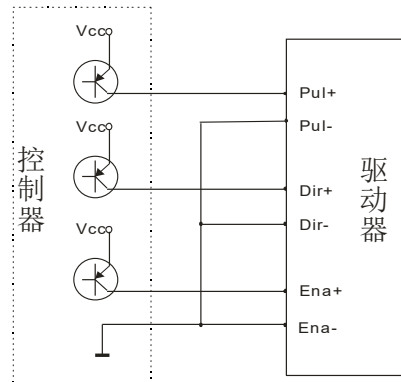 Vcc
Pul+
Pul-
Vcc
控制器
驱动器
Dir+
Dir-
Vcc
Ena+
Ena-